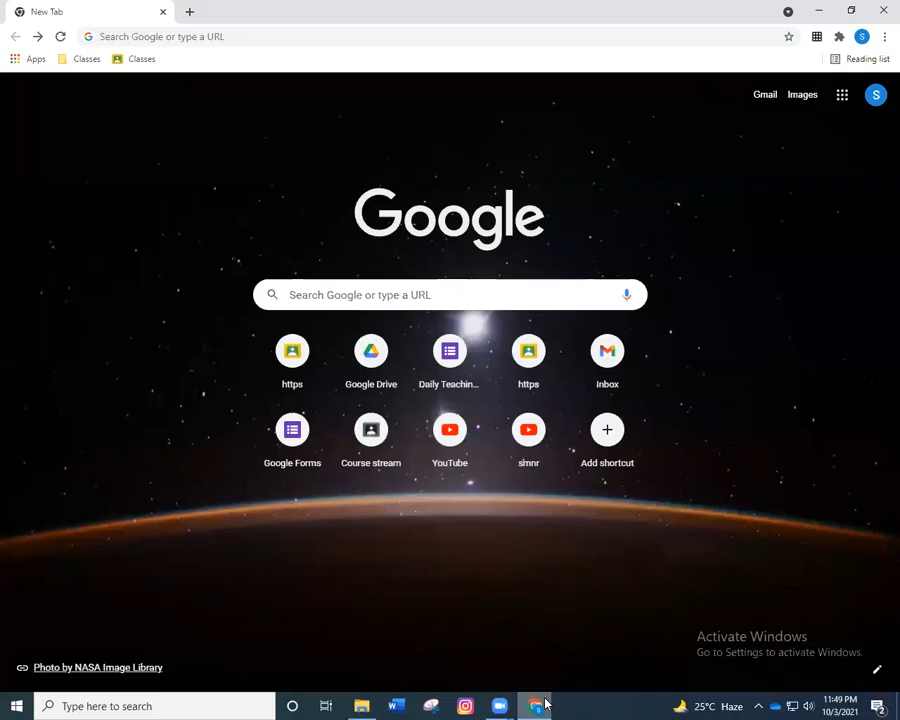 New Tab
Search Google or type a URL
Apps Classes Classes Reading list
Gmail Images S
Google
Search Google or type a URL
https Google Drive Daily Teachin... https Inbox
Google Forms Course stream YouTube slmnr Add shortcut
Activate Windows
Go to Settings to activate Windows.
Photo by NASA Image Library
Type here to search
25°C Haze
11:49 PM
10/3/2021
2